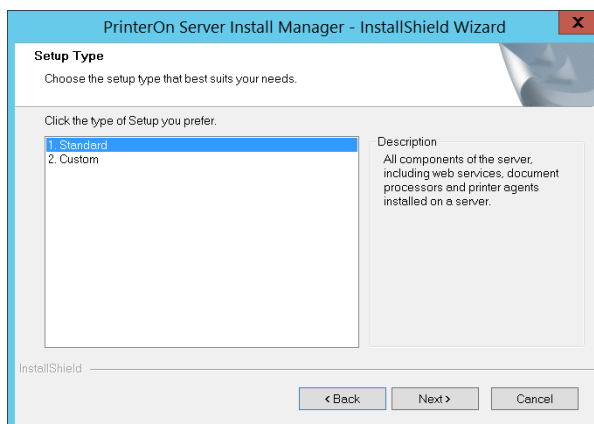 PrinterOn Server Install Manager - InstallShield Wizard
x
Setup Type
Choose the setup type that best suits your needs.
Click the type of Setup you prefer.
1. Standard
2. Custom
Description
All components of the server,
including web services, document
processors and printer agents
installed on a server.
InstallShield
< Back
Next >
Cancel